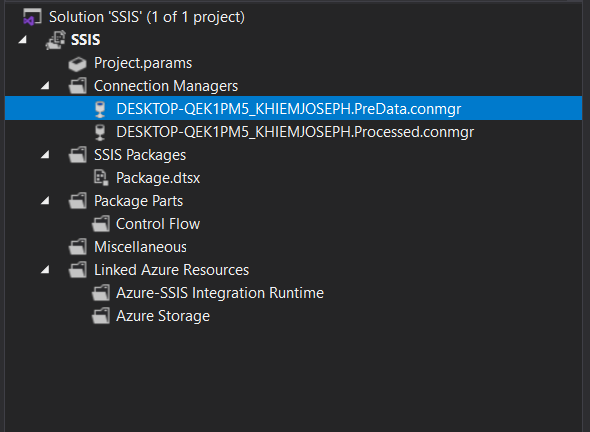 Solution 'SSIS' (1 of 1 project)
SSIS
Project.params
Connection Managers
DESKTOP-QEK1PM5_KHIEMJOSEPH.PreData.conmgr
DESKTOP-QEK1PM5_KHIEMJOSEPH.Processed.conmgr
SSIS Packages
Package.dtsx
Package Parts
Control Flow
Miscellaneous
Linked Azure Resources
Azure-SSIS Integration Runtime
Azure Storage